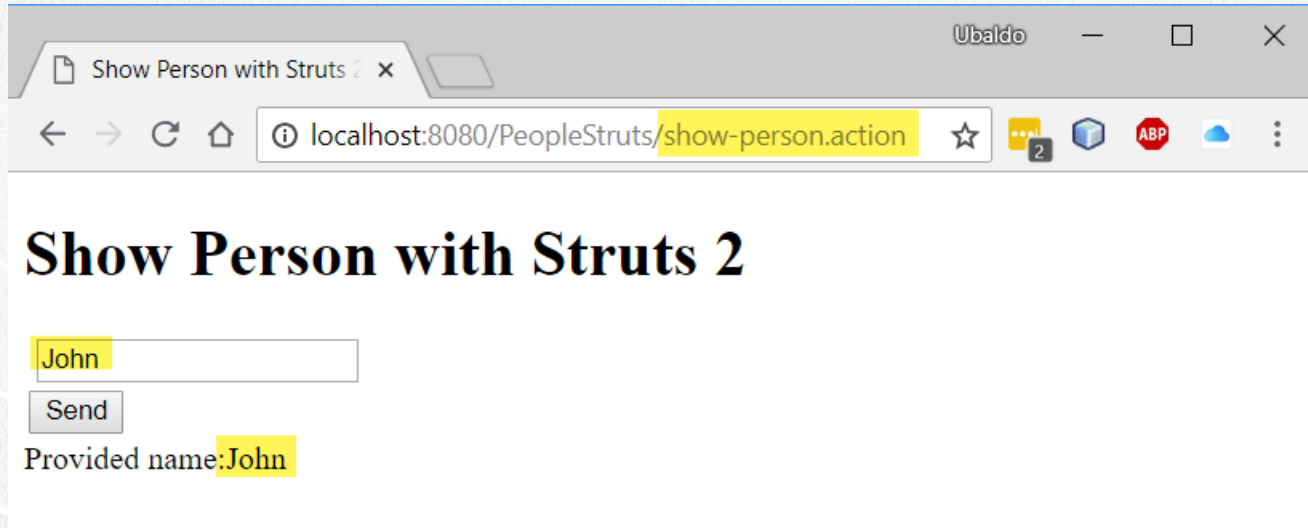 Ubaldo
Show Person with Struts 2
localhost:8080/PeopleStruts/show-person.action
2
ABP
Show Person with Struts 2
John
Send
Provided name:John